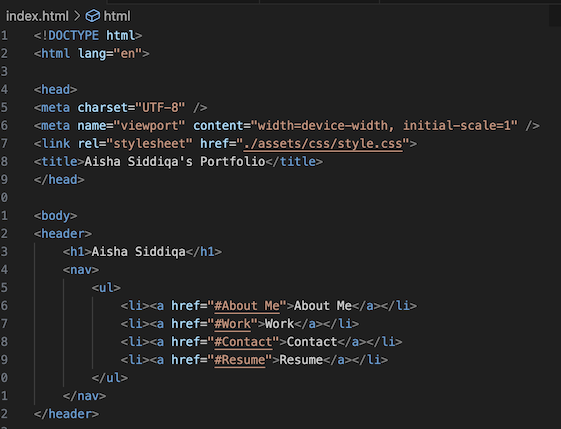 index.html > html
1 <!DOCTYPE html>
2 <html lang="en">
3
4 <head>
5 <meta charset="UTF-8" />
6 <meta name="viewport" content="width=device-width, initial-scale=1" />
7 <link rel="stylesheet" href="./assets/css/style.css">
8 <title>Aisha Siddiqa's Portfolio</title>
9 </head>
0
1 <body>
2 <header>
3 <h1>Aisha Siddiqa</h1>
4 <nav>
5 <ul>
6 <li><a href="#About Me">About Me</a></li>
7 <li><a href="#Work">Work</a></li>
8 <li><a href="#Contact">Contact</a></li>
9 <li><a href="#Resume">Resume</a></li>
0 </ul>
1 </nav>
2 </header>